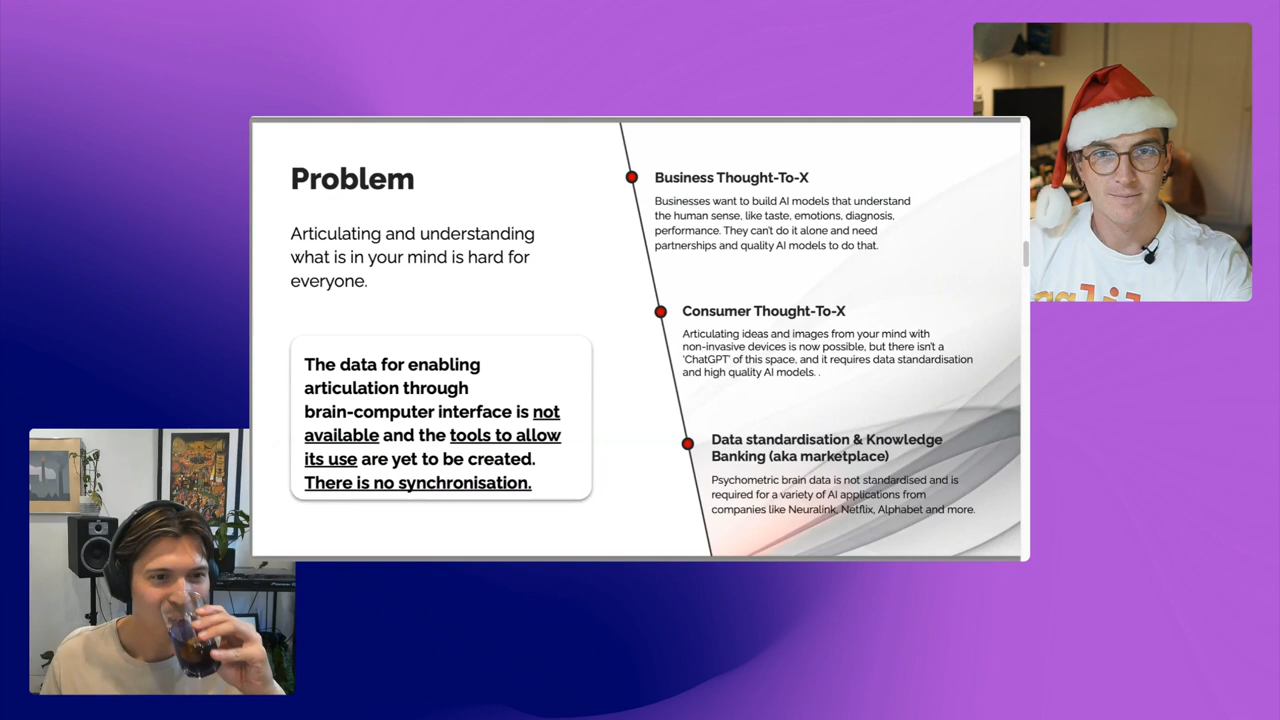 Problem
Articulating and understanding
what is in your mind is hard for
everyone.
The data for enabling
articulation through
brain-computer interface is not
available and the tools to allow
its use are yet to be created.
There is no synchronisation.
Business Thought-To-X
Businesses want to build AI models that understand
the human sense, like taste, emotions, diagnosis,
performance. They can't do it alone and need
partnerships and quality AI models to do that.
Consumer Thought-To-X
Articulating ideas and images from your mind with
non-invasive devices is now possible, but there isn't a
'ChatGPT' of this space, and it requires data standardisation
and high quality AI models. .
Data standardisation & Knowledge
Banking (aka marketplace)
Psychometric brain data is not standardised and is
required for a variety of AI applications from
companies like Neuralink, Netflix, Alphabet and more.